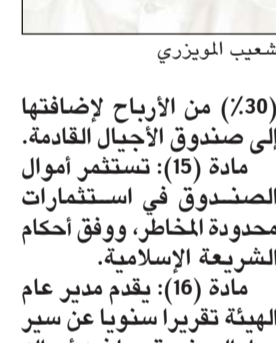 شعيب المويزري
(30٪) من الأرباح لإضافتها
إلى صندوق الأجيال القادمة.
مادة (15): تستثمر أموال
الصندوق في استثمارات
محدودة المخاطر، ووفق أحكام
الشريعة الإسلامية.
مادة (16): يقدم مدير عام
الهيئة تقريرا سنويا عن سير